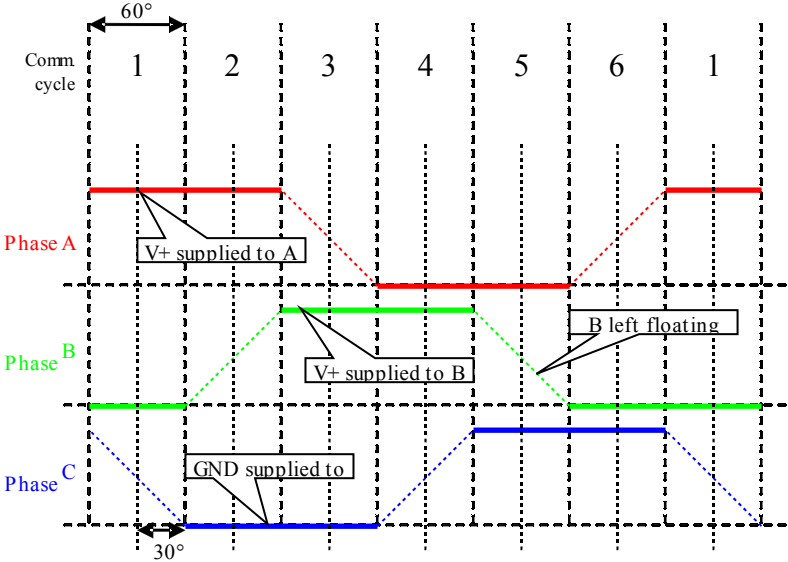 60°
Comm.
cycle
1 2 3 4 5 6 1
Phase A
V+ supplied to A
B left floating
Phase B
V+ supplied to B
GND supplied to
Phase C
30°